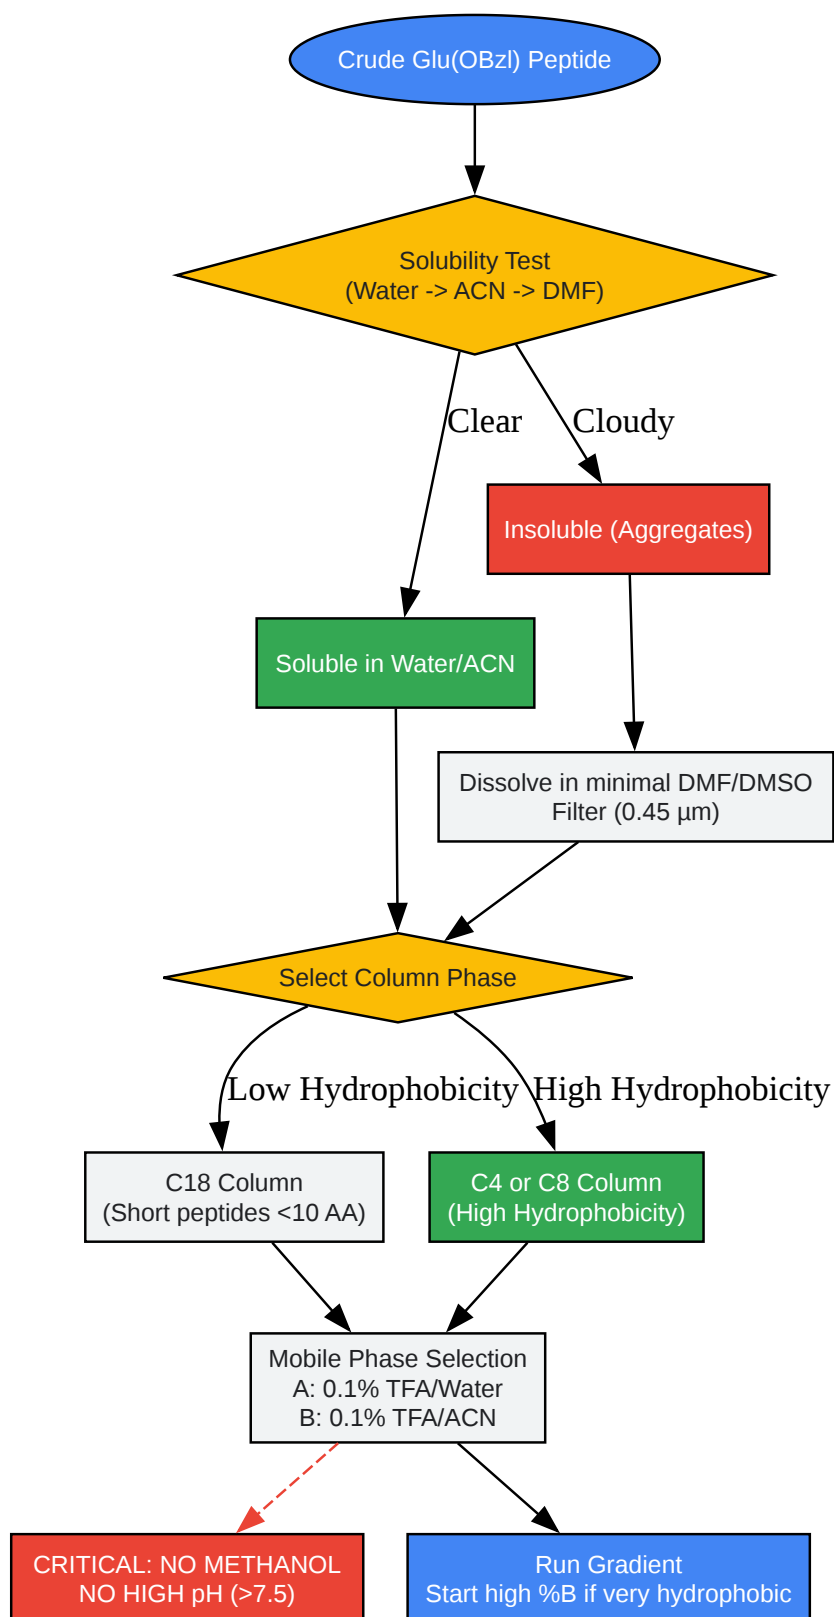 Crude Glu(OBzl) Peptide
Solubility Test
(Water -> ACN -> DMF)
Clear
Cloudy
Insoluble (Aggregates)
Soluble in Water/ACN
Dissolve in minimal DMF/DMSO
Filter (0.45 µm)
Select Column Phase
Low Hydrophobicity
High Hydrophobicity
C18 Column
(Short peptides <10 AA)
C4 or C8 Column
(High Hydrophobicity)
Mobile Phase Selection
A: 0.1% TFA/Water
B: 0.1% TFA/ACN
CRITICAL: NO METHANOL
NO HIGH pH (>7.5)
Run Gradient
Start high %B if very hydrophobic